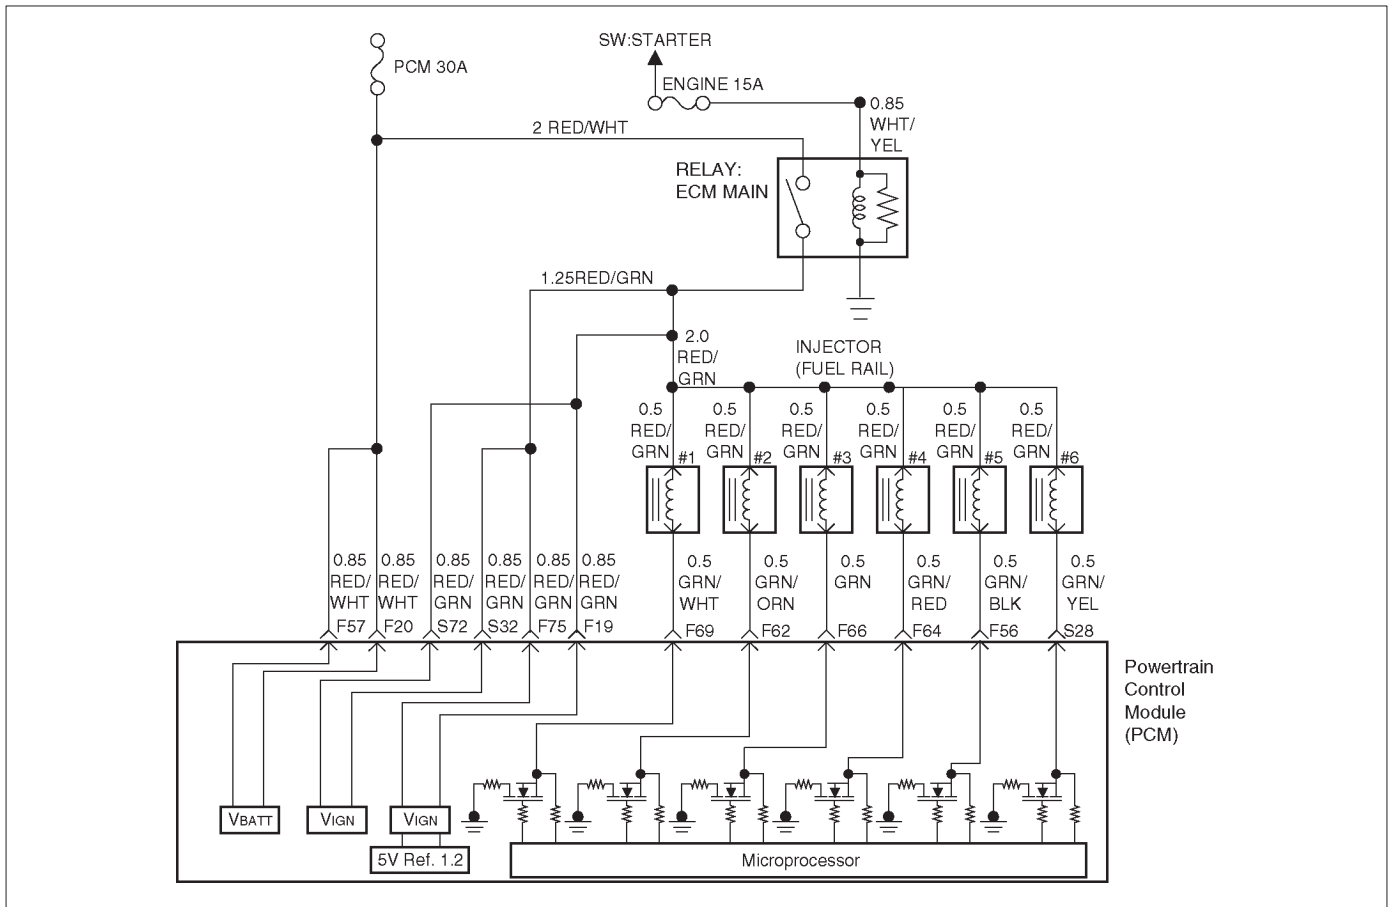 SW:STARTER
PCM 30A
ENGINE 15A
0.85
WHT/
YEL
2 RED/WHT
RELAY:
ECM MAIN
1.25RED/GRN
2.0
RED/
GRN
INJECTOR
(FUEL RAIL)
0.5 0.5 0.5 0.5 0.5 0.5
RED/ RED/ RED/ RED/ RED/ RED/
GRN #1 GRN #2 GRN #3 GRN #4 GRN #5 GRN #6
0.85 0.85 0.85 0.85 0.85 0.85 0.5 0.5 0.5 0.5 0.5 0.5
RED/ RED/ RED/ RED/ RED/ RED/ GRN/ GRN/ GRN GRN/ GRN/ GRN/
WHT WHT GRN GRN GRN GRN WHT ORN RED BLK YEL
F57 F20 S72 S32 F75 F19 F69 F62 F66 F64 F56 S28
Powertrain
Control
Module
(PCM)
VBATT VIGN VIGN
5V Ref. 1.2 Microprocessor